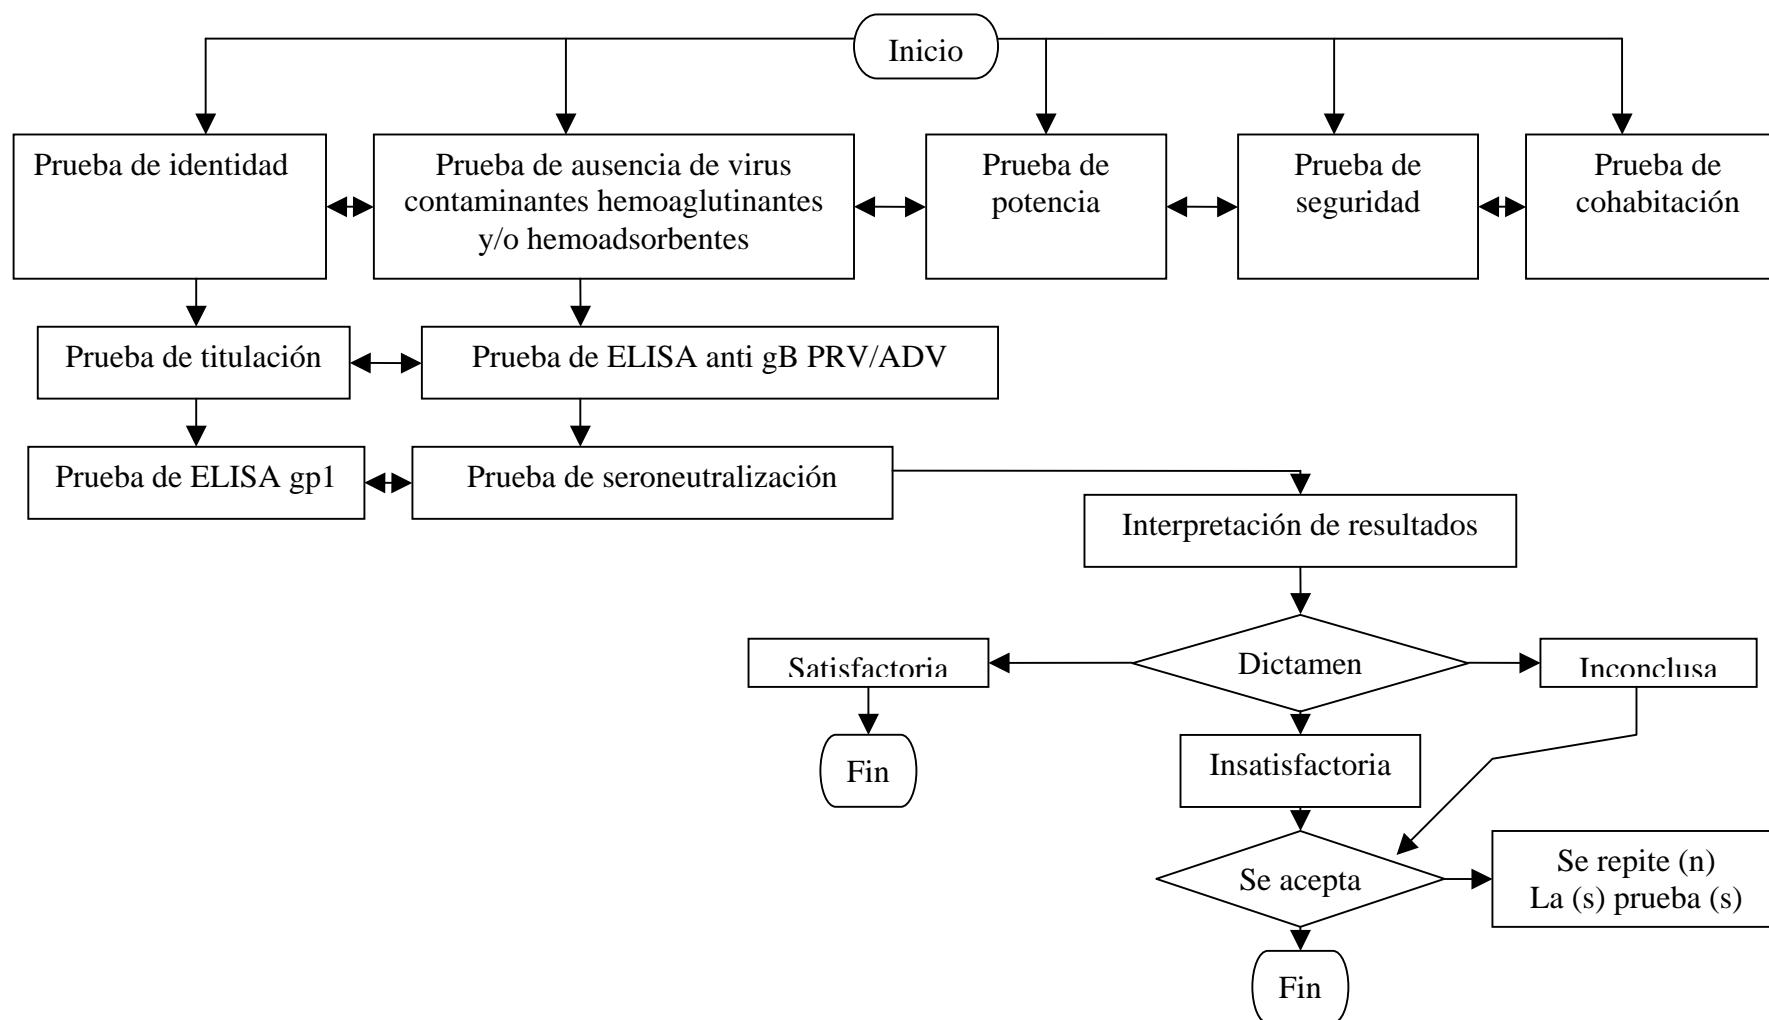 Inicio
Prueba de identidad
Prueba de ausencia de virus
contaminantes hemoaglutinantes
y/o hemoadsorbentes
Prueba de
potencia
Prueba de
seguridad
Prueba de
cohabitación
Prueba de titulación
Prueba de ELISA anti gB PRV/ADV
Prueba de ELISA gp1
Prueba de seroneutralización
Interpretación de resultados
Satisfactoria
Dictamen
Inconclusa
Fin
Insatisfactoria
Se acepta
Se repite (n)
La (s) prueba (s)
Fin